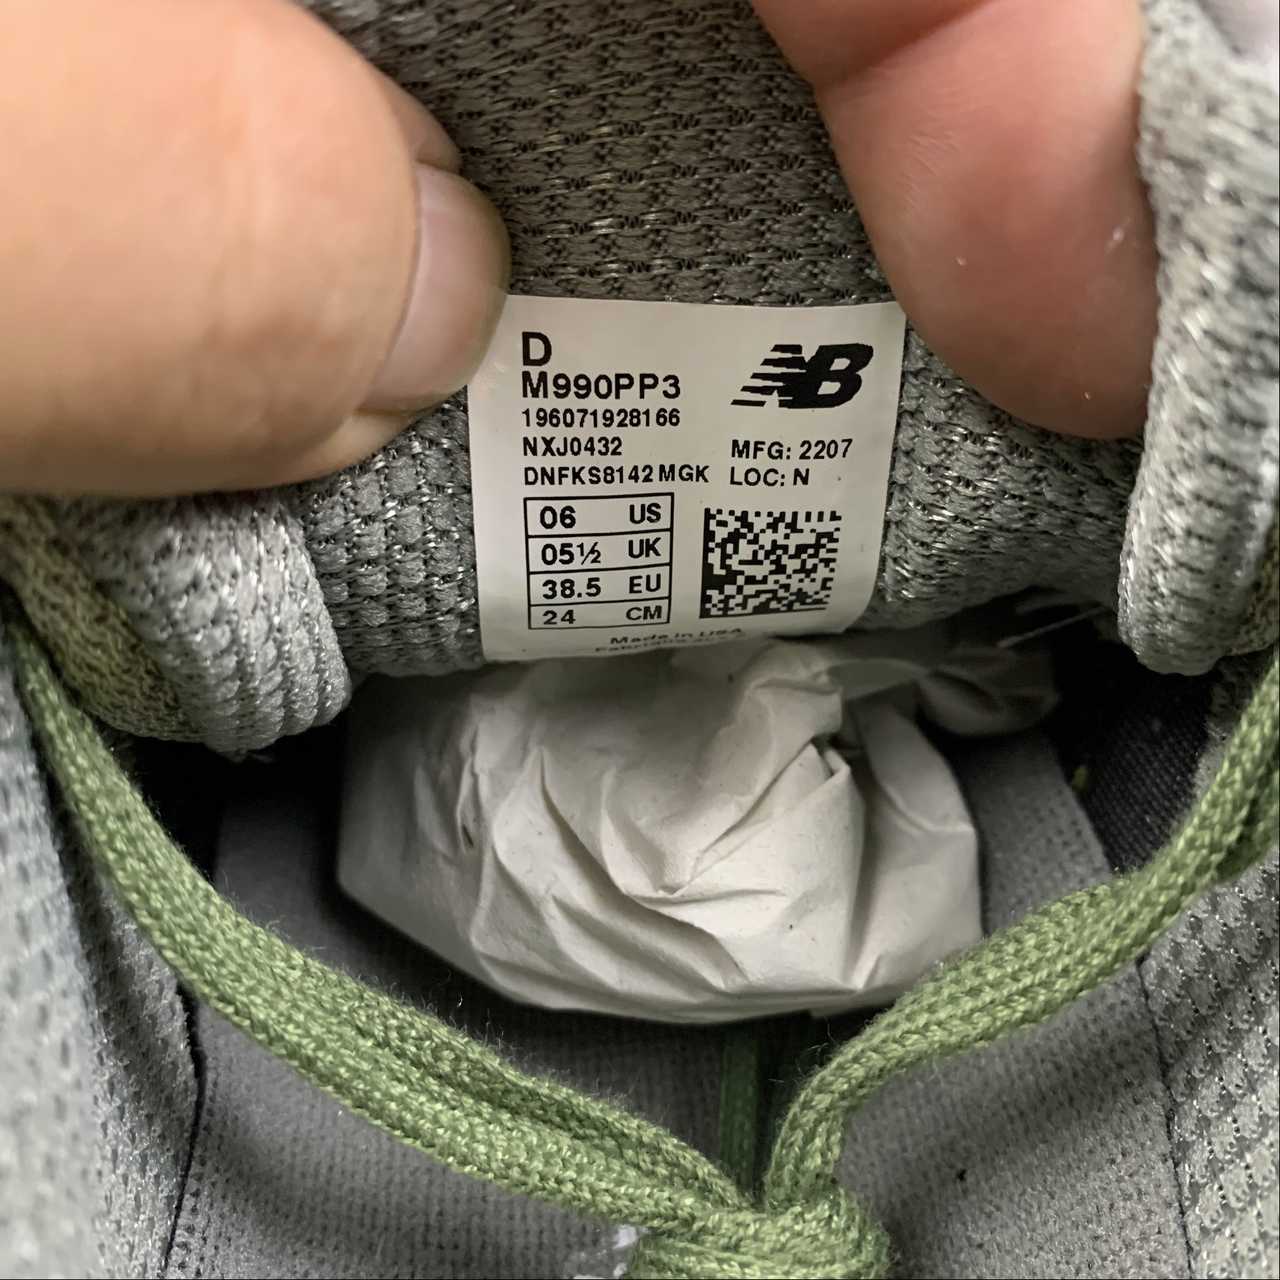 D
M990PP3
196071928166
NXJ0432
DNFKS8142 MGK
NB
MFG: 2207
LOC: N
06 US
05½ UK
38.5 EU
24 CM
Made in USA